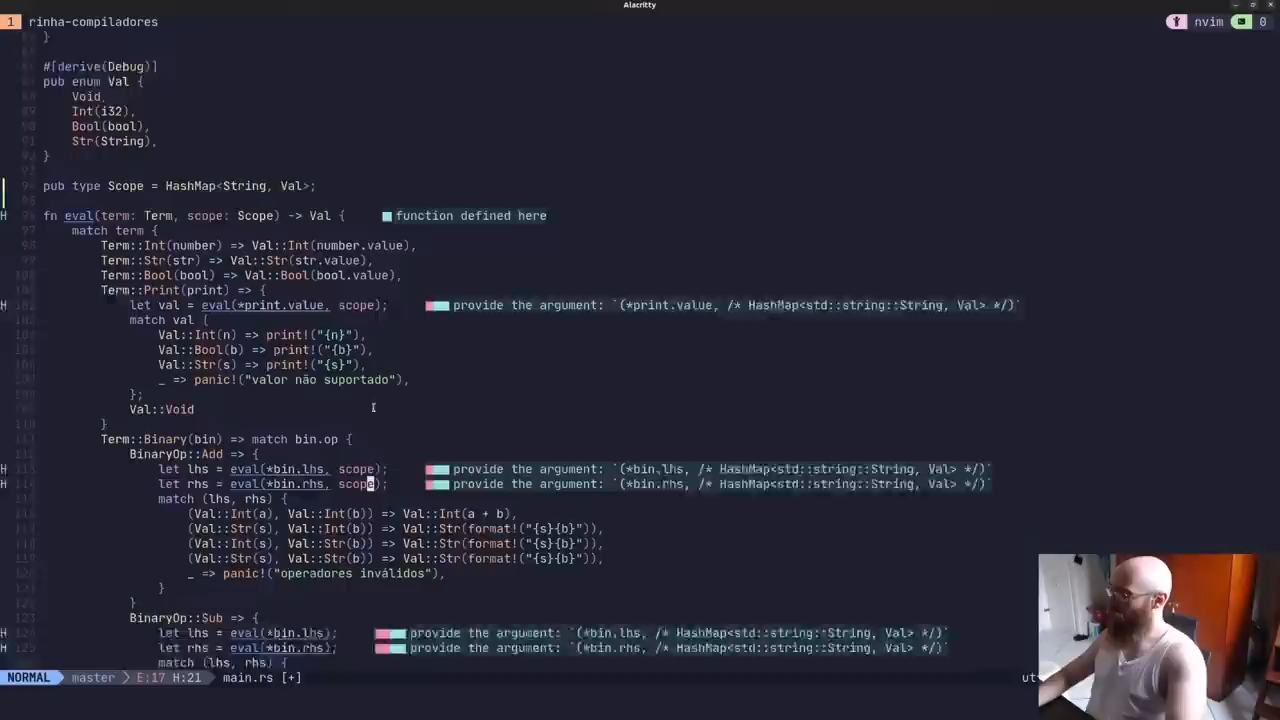 Alacritty
1 rinha-compiladores nvim 0
}
#[derive(Debug)]
pub enum Val {
Void,
Int(i32),
Bool(bool),
Str(String),
}
pub type Scope = HashMap<String, Val>;
H fn eval(term: Term, scope: Scope) -> Val { function defined here
match term {
Term::Int(number) => Val::Int(number.value),
Term::Str(str) => Val::Str(str.value),
Term::Bool(bool) => Val::Bool(bool.value),
Term::Print(print) => {
H let val = eval(*print.value, scope); provide the argument: `(*print.value, /* HashMap<std::string::String, Val> */)`
match val {
Val::Int(n) => print!("{n}"),
Val::Bool(b) => print!("{b}"),
Val::Str(s) => print!("{s}"),
_ => panic!("valor não suportado"),
};
Val::Void
}
Term::Binary(bin) => match bin.op {
BinaryOp::Add => {
H let lhs = eval(*bin.lhs, scope); provide the argument: `(*bin.lhs, /* HashMap<std::string::String, Val> */)`
H let rhs = eval(*bin.rhs, scope); provide the argument: `(*bin.rhs, /* HashMap<std::string::String, Val> */)`
match (lhs, rhs) {
(Val::Int(a), Val::Int(b)) => Val::Int(a + b),
(Val::Str(s), Val::Int(b)) => Val::Str(format!("{s}{b}")),
(Val::Int(s), Val::Str(b)) => Val::Str(format!("{s}{b}")),
(Val::Str(s), Val::Str(b)) => Val::Str(format!("{s}{b}")),
_ => panic!("operadores inválidos"),
}
}
BinaryOp::Sub => {
H let lhs = eval(*bin.lhs); provide the argument: `(*bin.lhs, /* HashMap<std::string::String, Val> */)`
H let rhs = eval(*bin.rhs); provide the argument: `(*bin.rhs, /* HashMap<std::string::String, Val> */)`
match (lhs, rhs) {
NORMAL master E:17 H:21 main.rs [+] ut